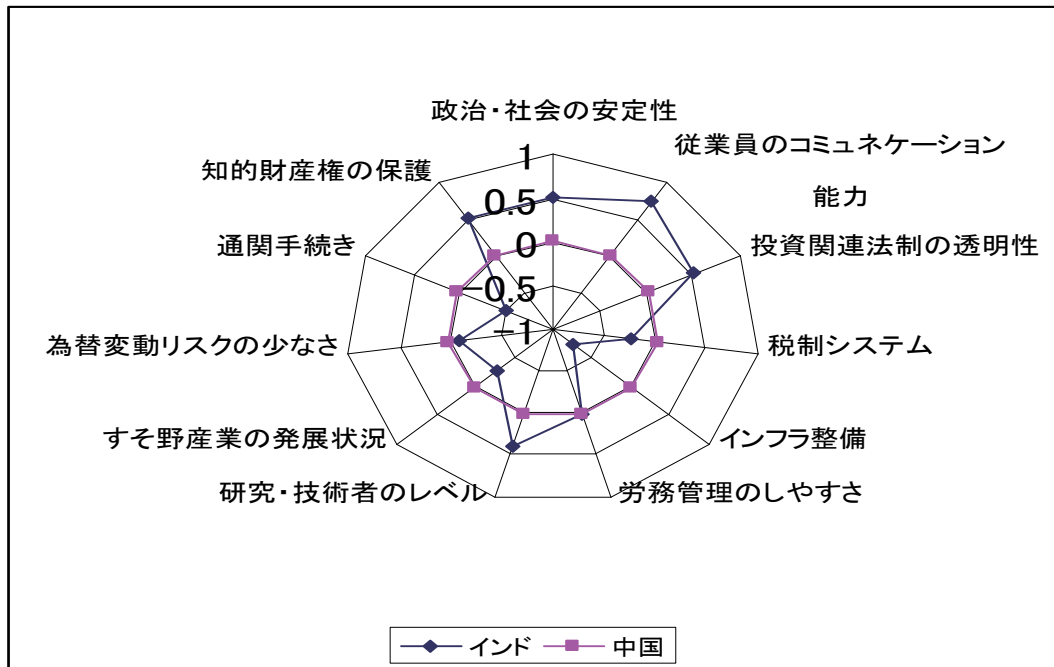 政治・社会の安定性
従業員のコミュネケーション
能力
投資関連法制の透明性
税制システム
インフラ整備
労務管理のしやすさ
研究・技術者のレベル
すそ野産業の発展状況
為替変動リスクの少なさ
通関手続き
知的財産権の保護
1
0.5
0
−0.5
−1
インド
中国